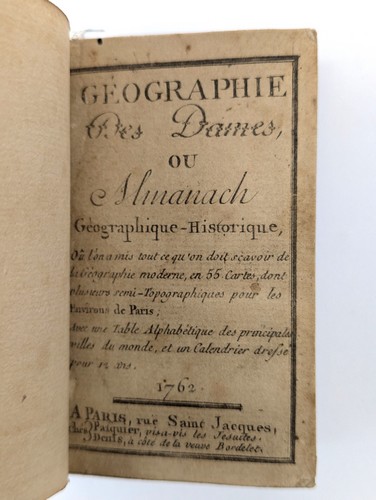 GEOGRAPHIE
Des Dames,
OU
Almanach
Géographique-Historique,
Où l'on a mis tout ce qu'on doit sçavoir de
la Géographie moderne, en 55 Cartes, dont
plusieurs semi-Topographiques pour les
Environs de Paris;
Avec une Table Alphabétique des principales
villes du monde, et un Calendrier dressé
pour 12 ans.
1762.
A PARIS, rue Saint Jacques,
chés Pasquier, vis-a-vis les Jesuites.
Denis, à côté de la veuve Bordelet.